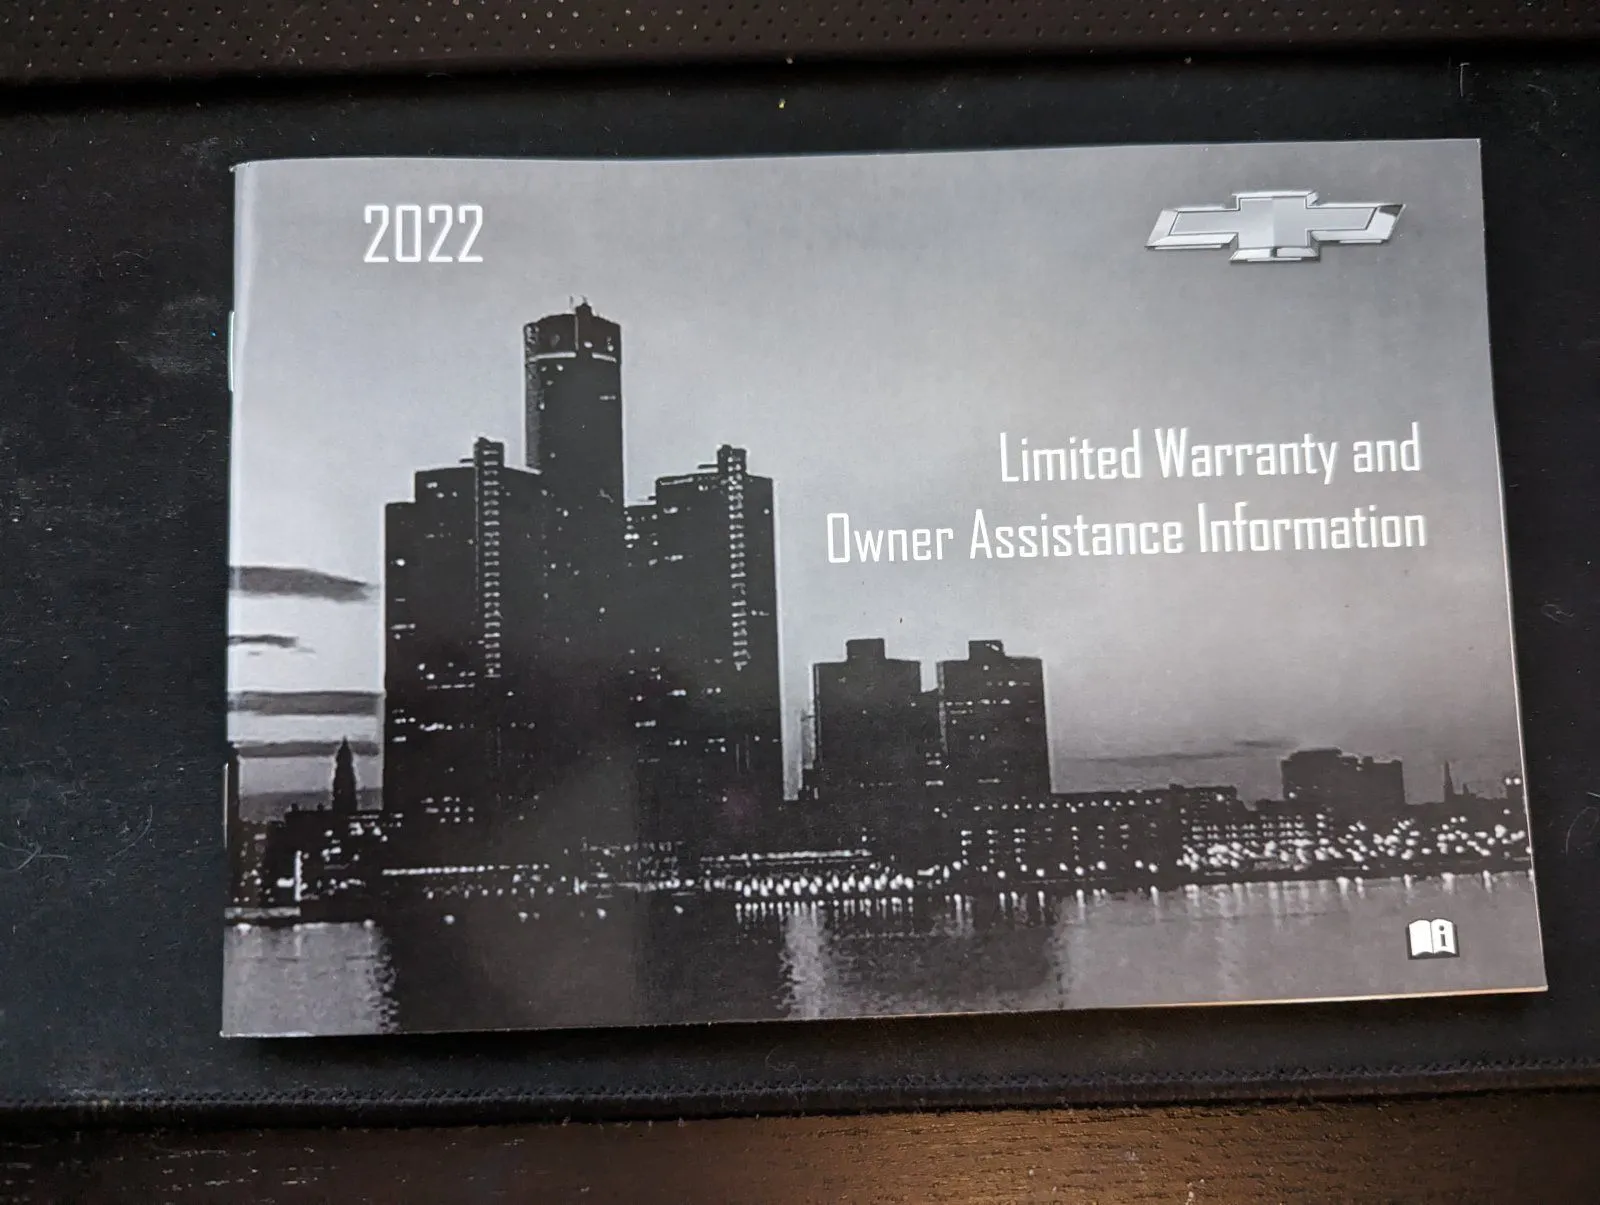 2022
Limited Warranty and
Owner Assistance Information
i